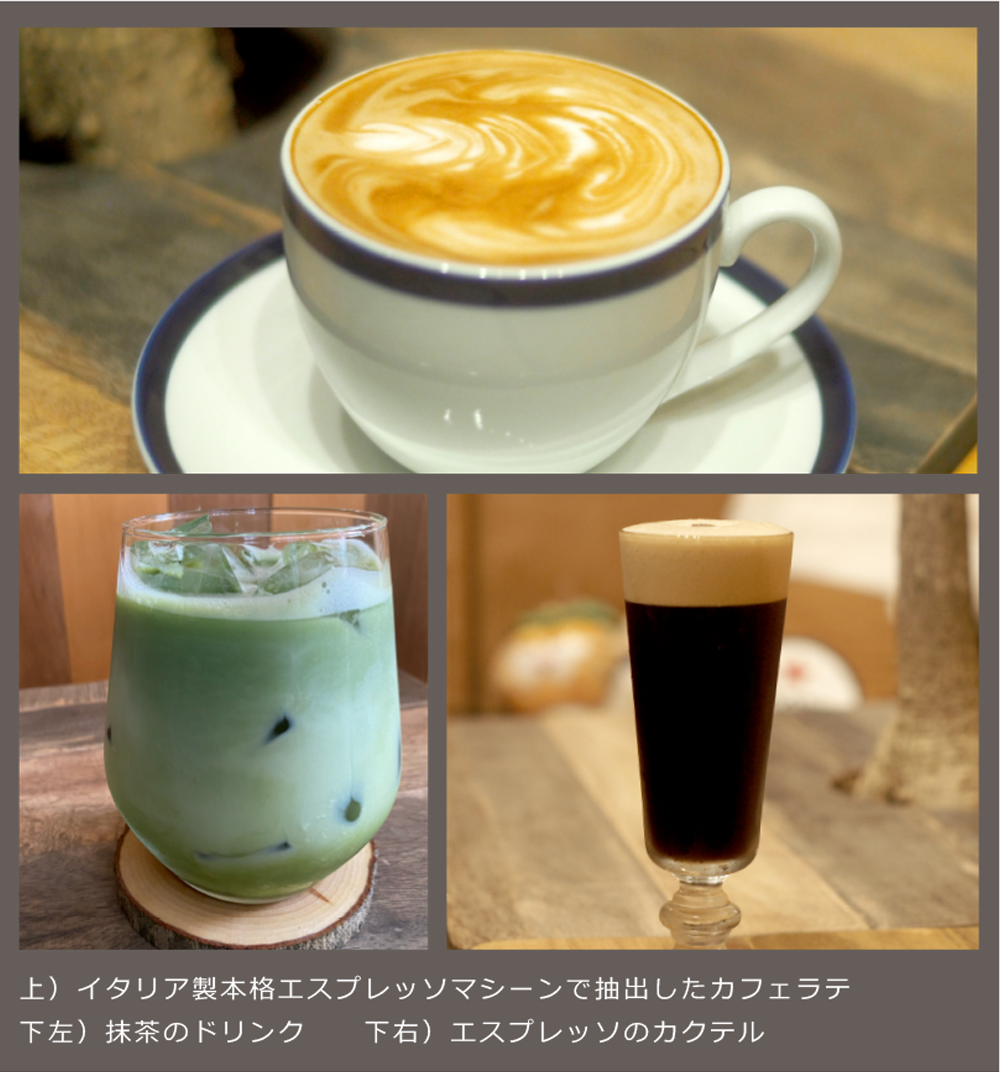 上）イタリア製本格エスプレッソマシーンで抽出したカフェラテ
下左）抹茶のドリンク　　下右）エスプレッソのカクテル